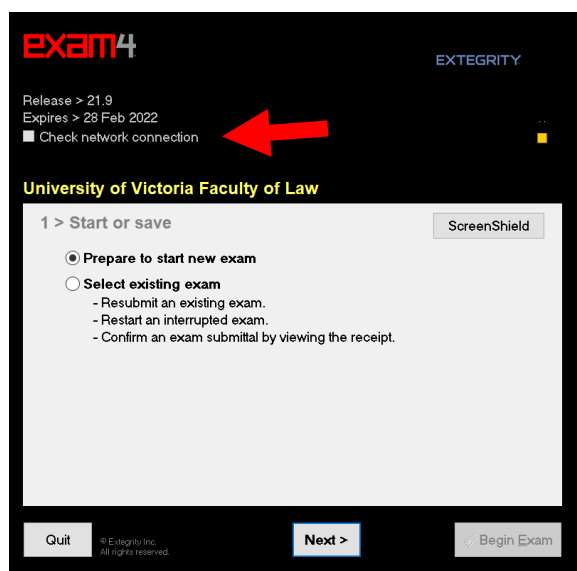 exam4
EXTEGRITY
Release > 21.9
Expires > 28 Feb 2022
Check network connection
University of Victoria Faculty of Law
1 > Start or save
ScreenShield
Prepare to start new exam
Select existing exam
- Resubmit an existing exam.
- Restart an interrupted exam.
- Confirm an exam submittal by viewing the receipt.
Quit
© Extegrity Inc.
All rights reserved.
Next >
Begin Exam